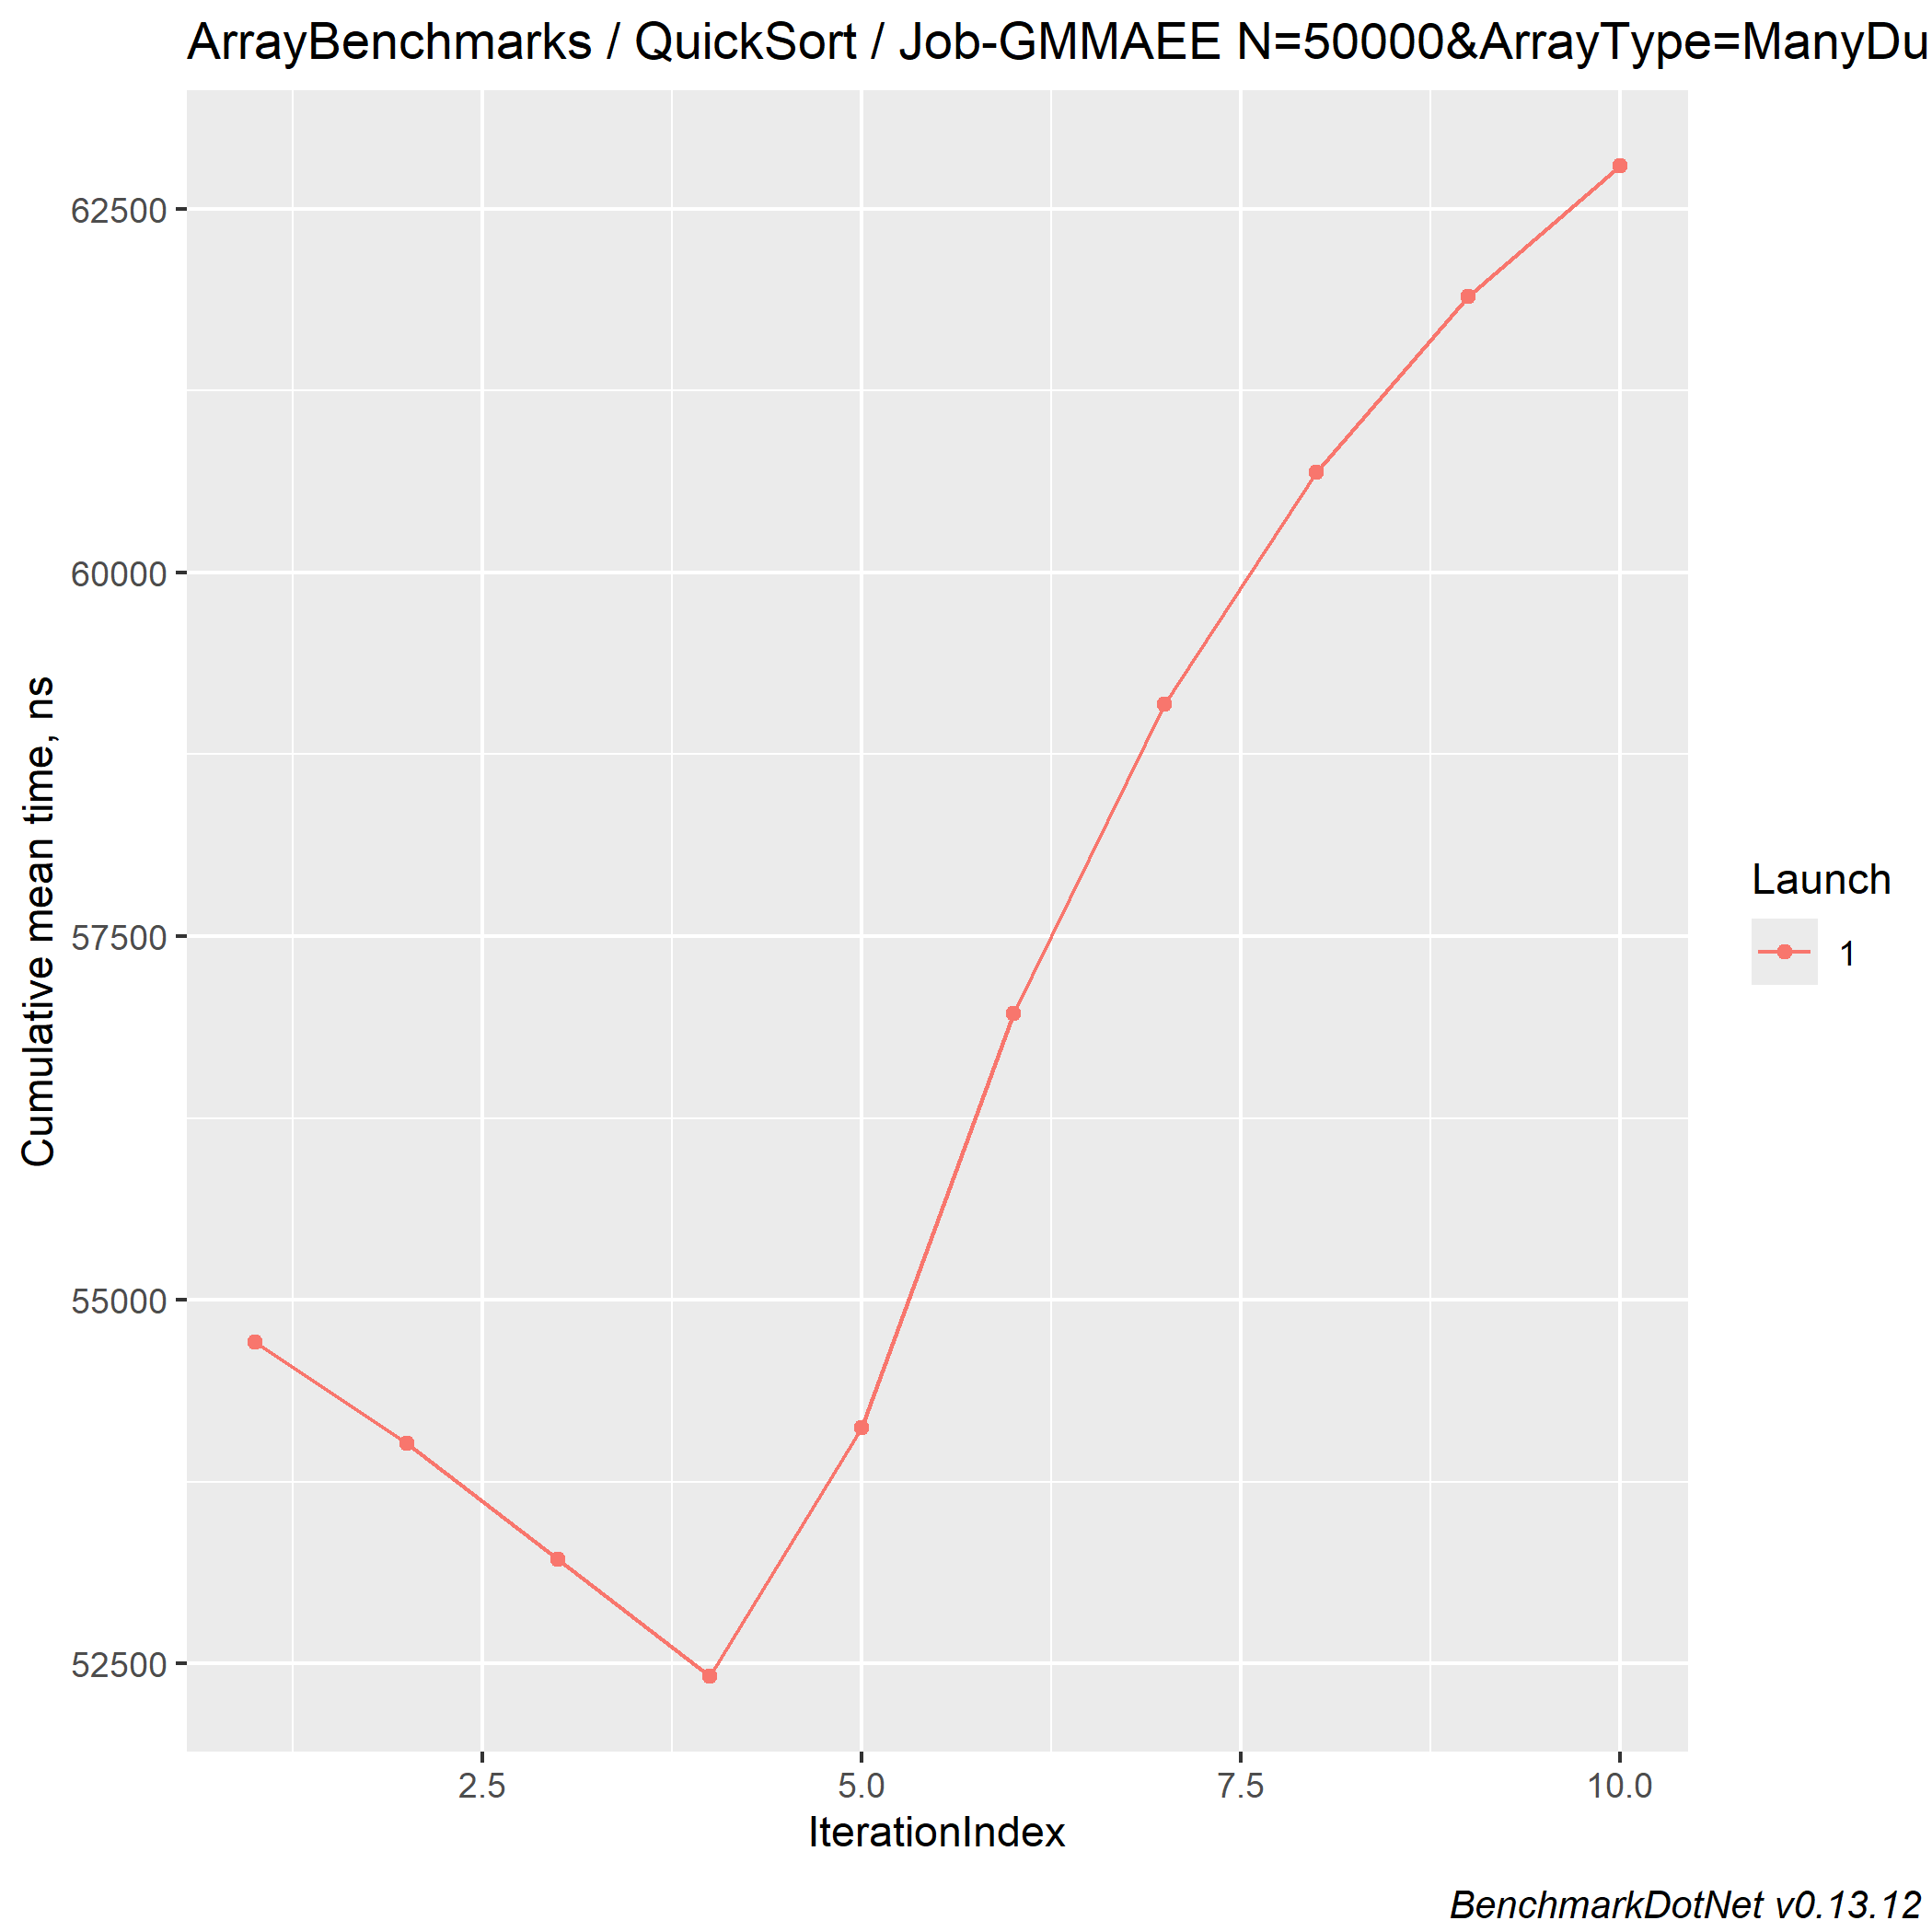 ArrayBenchmarks / QuickSort / Job-GMMAEE N=50000&ArrayType=ManyDu
62500
60000
57500
55000
52500
Cumulative mean time, ns
2.5 5.0 7.5 10.0
IterationIndex
Launch
1
BenchmarkDotNet v0.13.12